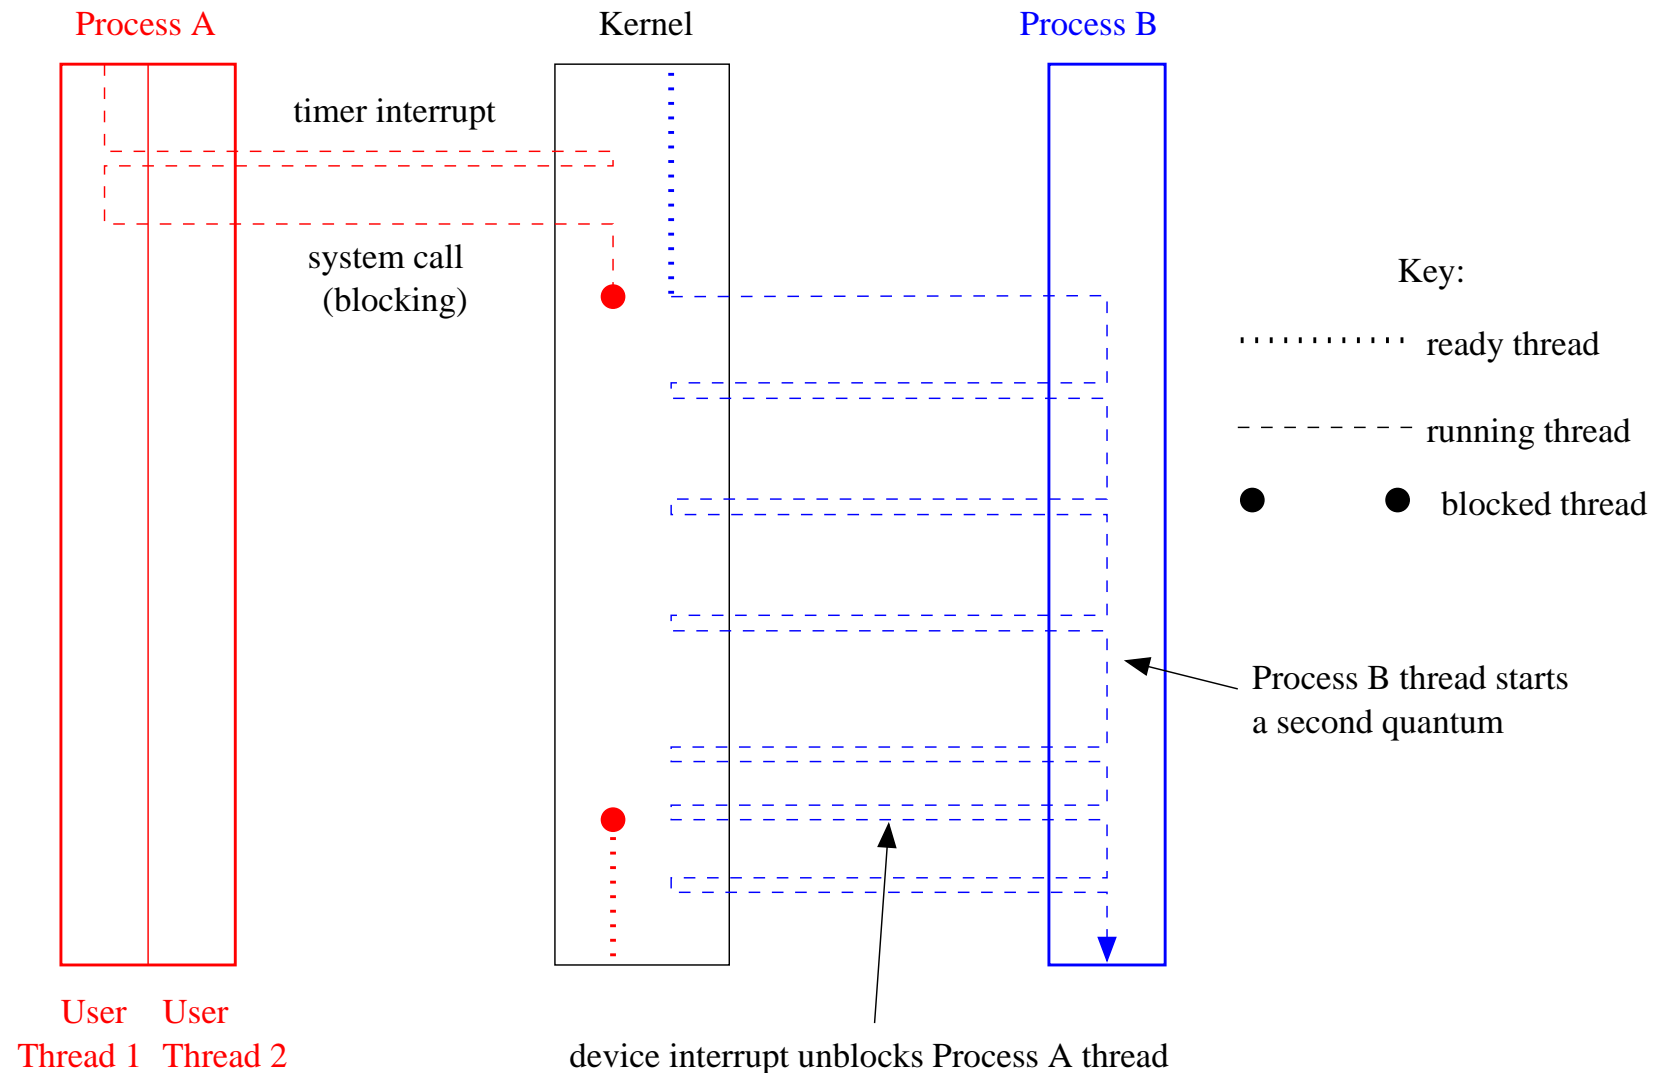 Process A
Kernel
Process B
timer interrupt
system call
(blocking)
Key:
ready thread
running thread
blocked thread
Process B thread starts
a second quantum
User
Thread 1
User
Thread 2
device interrupt unblocks Process A thread